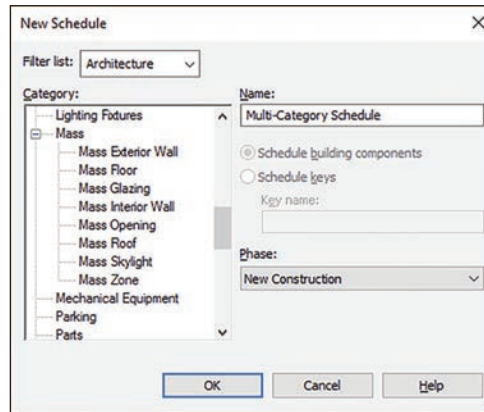 New Schedule
Filter list: Architecture
Category:
Lighting Fixtures
Mass
Mass Exterior Wall
Mass Floor
Mass Glazing
Mass Interior Wall
Mass Opening
Mass Roof
Mass Skylight
Mass Zone
Mechanical Equipment
Parking
Parts
Name:
Multi-Category Schedule
Schedule building components
Schedule keys
Key name:
Phase:
New Construction
OK Cancel Help